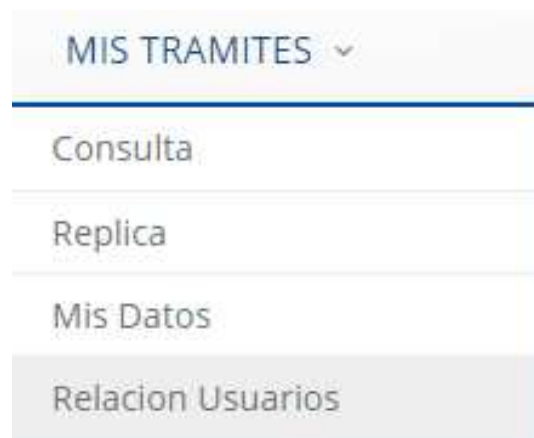 MIS TRAMITES
Consulta
Replica
Mis Datos
Relacion Usuarios